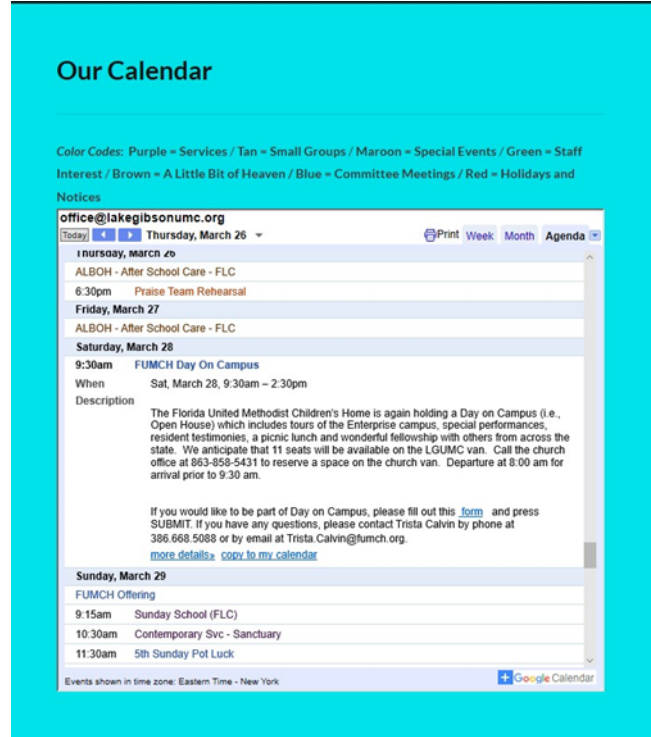 Our Calendar
Color Codes: Purple = Services / Tan = Small Groups / Maroon = Special Events / Green = Staff
Interest / Brown = A Little Bit of Heaven / Blue = Committee Meetings / Red = Holidays and
Notices
office@lakegibsonumc.org
Today Thursday, March 26 Print Week Month Agenda
Thursday, March 26
ALBOH - After School Care - FLC
6:30pm Praise Team Rehearsal
Friday, March 27
ALBOH - After School Care - FLC
Saturday, March 28
9:30am FUMCH Day On Campus
When Sat, March 28, 9:30am – 2:30pm
Description
The Florida United Methodist Children's Home is again holding a Day on Campus (i.e.,
Open House) which includes tours of the Enterprise campus, special performances,
resident testimonies, a picnic lunch and wonderful fellowship with others from across the
state. We anticipate that 11 seats will be available on the LGUMC van. Call the church
office at 863-858-5431 to reserve a space on the church van. Departure at 8:00 am for
arrival prior to 9:30 am.
If you would like to be part of Day on Campus, please fill out this form and press
SUBMIT. If you have any questions, please contact Trista Calvin by phone at
386.668.5088 or by email at Trista.Calvin@fumch.org.
more details» copy to my calendar
Sunday, March 29
FUMCH Offering
9:15am Sunday School (FLC)
10:30am Contemporary Svc - Sanctuary
11:30am 5th Sunday Pot Luck
Events shown in time zone: Eastern Time - New York
Google Calendar